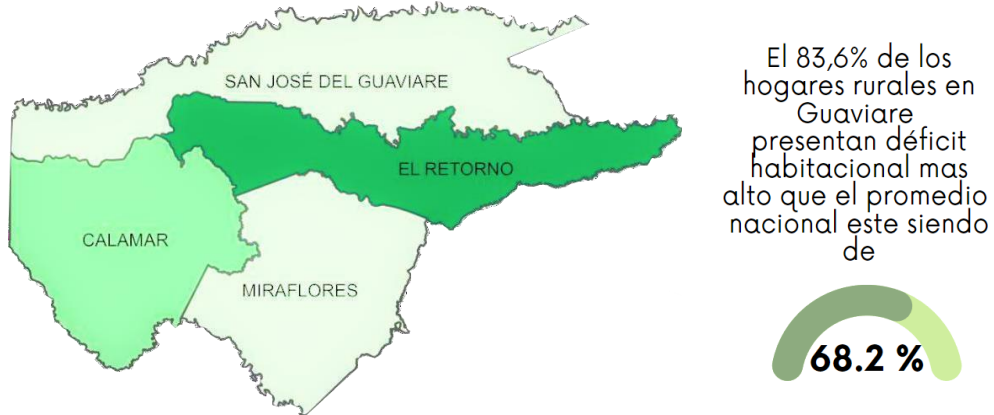 SAN JOSÉ DEL GUAVIARE
EL RETORNO
CALAMAR
MIRAFLORES
El 83,6% de los
hogares rurales en
Guaviare
presentan déficit
habitacional mas
alto que el promedio
nacional este siendo
de
68.2 %